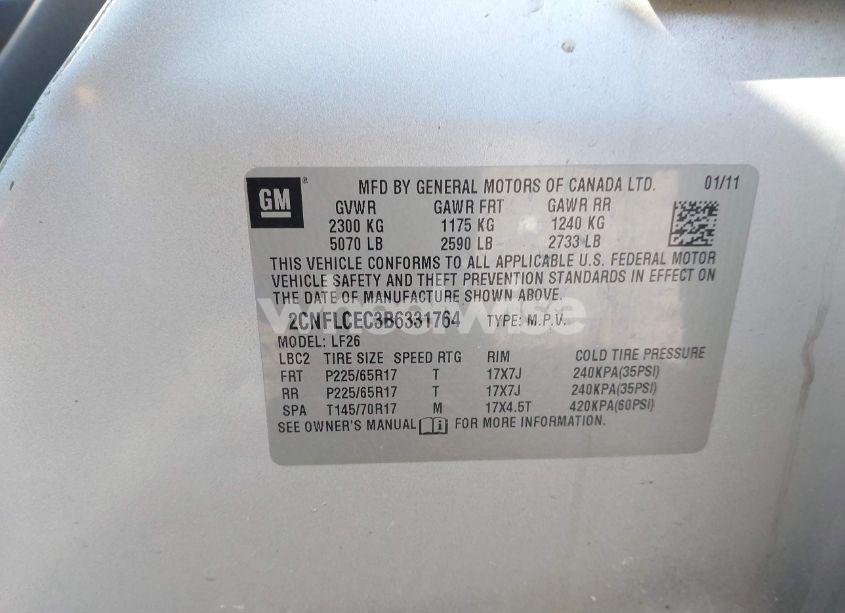 GM
MFD BY GENERAL MOTORS OF CANADA LTD. 01/11
GVWR GAWR FRT GAWR RR
2300 KG 1175 KG 1240 KG
5070 LB 2590 LB 2733 LB
THIS VEHICLE CONFORMS TO ALL APPLICABLE U.S. FEDERAL MOTOR
VEHICLE SAFETY AND THEFT PREVENTION STANDARDS IN EFFECT ON
THE DATE OF MANUFACTURE SHOWN ABOVE.
2CNFLCEC3B6331764 TYPE: M.P.V.
MODEL: LF26
LBC2 TIRE SIZE SPEED RTG RIM COLD TIRE PRESSURE
FRT P225/65R17 T 17X7J 240KPA(35PSI)
RR P225/65R17 T 17X7J 240KPA(35PSI)
SPA T145/70R17 M 17X4.5T 420KPA(60PSI)
SEE OWNER'S MANUAL FOR MORE INFORMATION.